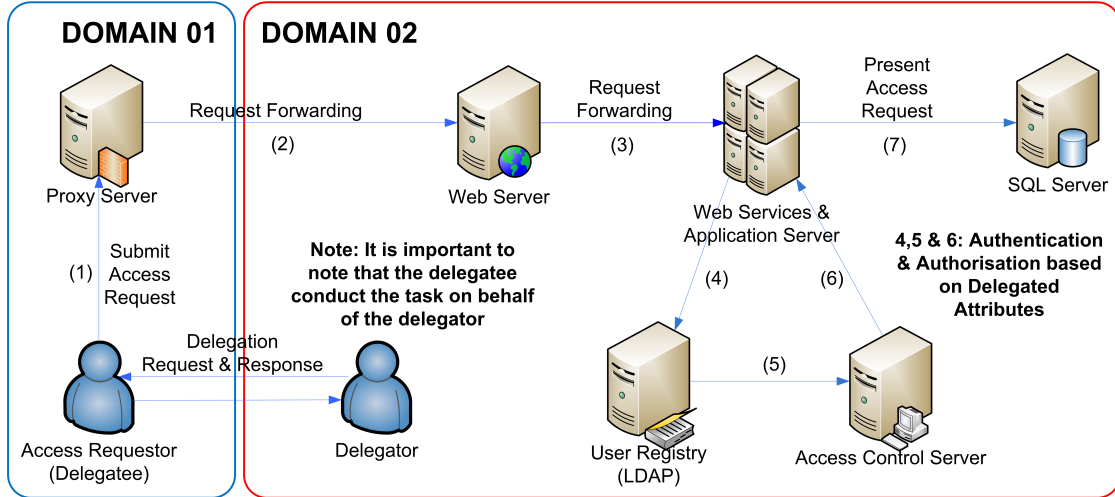 DOMAIN 01
DOMAIN 02
Request Forwarding
(2)
Request
Forwarding
(3)
Present
Access
Request
(7)
Proxy Server
Web Server
Web Services &
Application Server
SQL Server
(1)
Submit
Access
Request
Note: It is important to
note that the delegatee
conduct the task on behalf
of the delegator
(4)
(6)
4,5 & 6: Authentication
& Authorisation based
on Delegated
Attributes
Delegation
Request & Response
(5)
Access Requestor
(Delegatee)
Delegator
User Registry
(LDAP)
Access Control Server